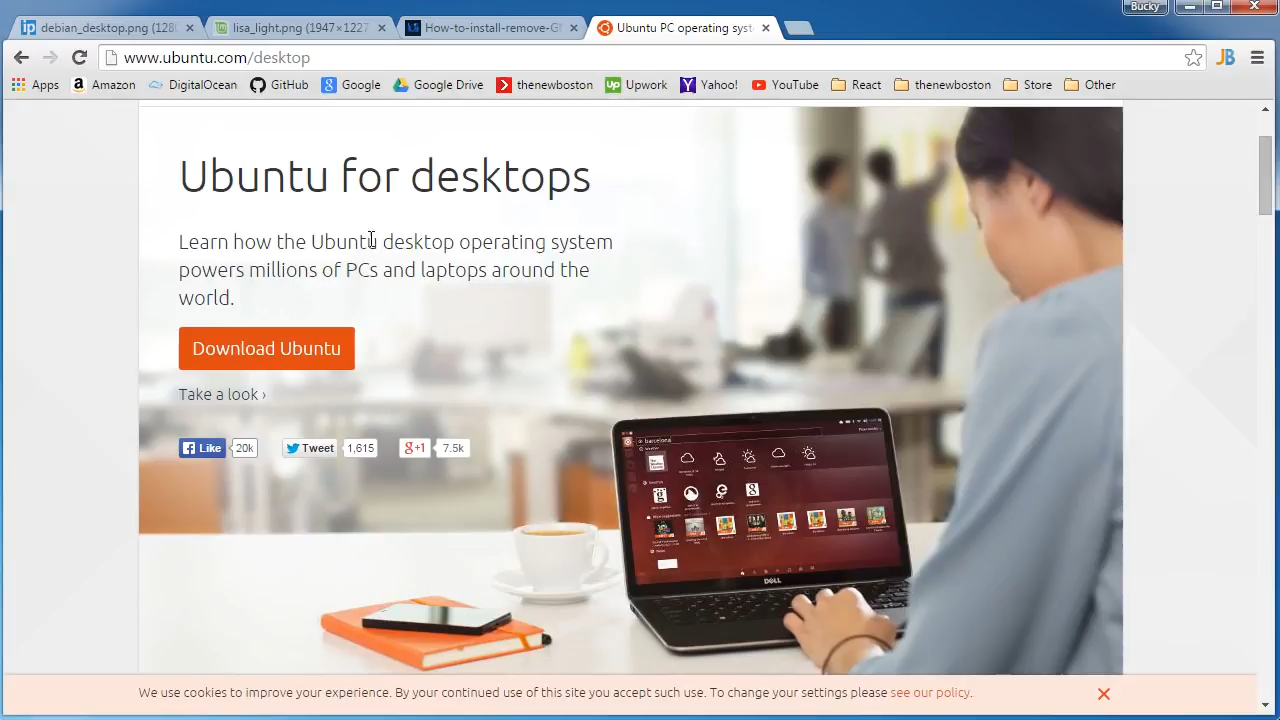 Bucky
debian_desktop.png (128
lisa_light.png (1947×1227
How-to-install-remove-G
Ubuntu PC operating syst
www.ubuntu.com/desktop
Apps
Amazon
DigitalOcean
GitHub
Google
Google Drive
thenewboston
Upwork
Yahoo!
YouTube
React
thenewboston
Store
Other
Ubuntu for desktops
Learn how the Ubuntu desktop operating system
powers millions of PCs and laptops around the
world.
Download Ubuntu
Take a look ›
Like 20k
Tweet 1,615
g+1 7.5k
barcelona
DELL
We use cookies to improve your experience. By your continued use of this site you accept such use. To change your settings please see our policy.